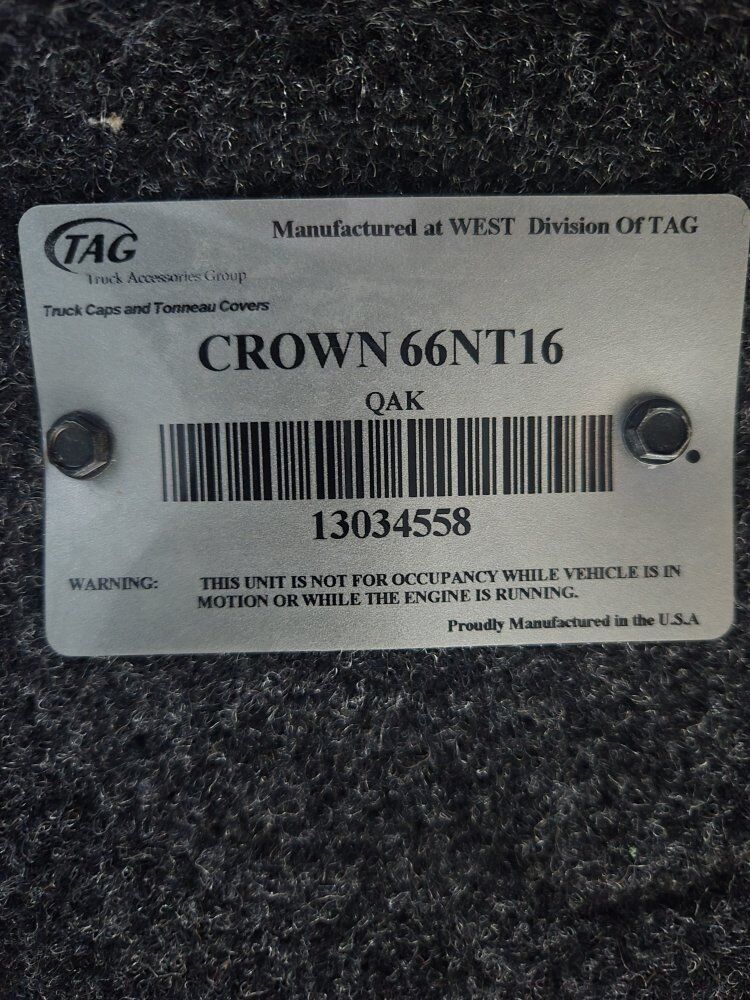 TAG
Truck Accessories Group
Manufactured at WEST Division Of TAG
Truck Caps and Tonneau Covers
CROWN 66NT16
QAK
13034558
WARNING: THIS UNIT IS NOT FOR OCCUPANCY WHILE VEHICLE IS IN
MOTION OR WHILE THE ENGINE IS RUNNING.
Proudly Manufactured in the U.S.A